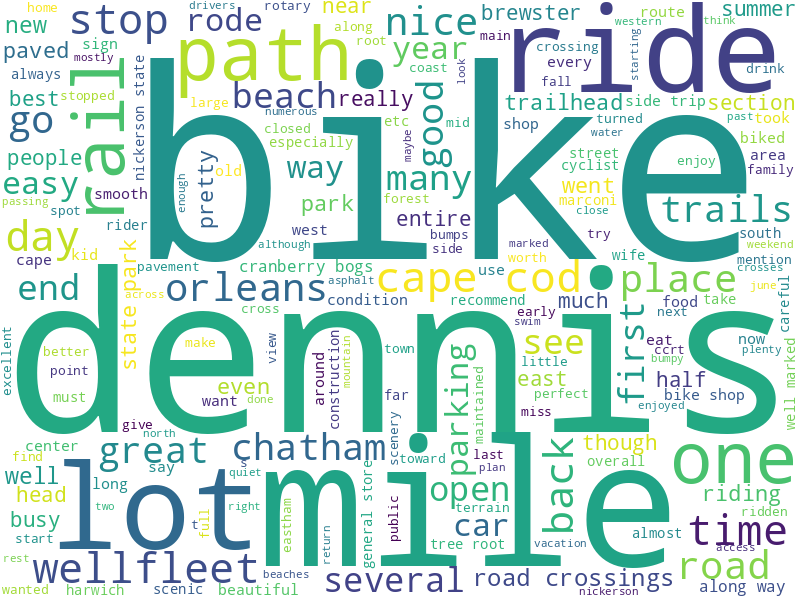 home
drivers
rotary
near
brewster
summer
new
stop
rode
nice
along
route
western
think
sign
path
root
year
main
crossing
ride
paved
mostly
rail
bike
coast
look
every
starting
always
beach
really
good
fall
drink
best
stopped
nickerson state
large
numerous
trailhead
side trip
section
go
closed
etc
mid
shop
turned
past
took
people
especially
water
biked
smooth
pretty
old
way
many
maybe
street
cyclist
enjoy
area
family
easy
enough
park
forest
went
marconi
close
trails
passing
spot
rider
west
entire
bumps
side
although
marked
worth
try
wife
south
weekend
day
cape
kid
pavement
cranberry bogs
use
mention
crosses
end
state park
across
orleans
asphalt
condition
cape cod
recommend
much
place
food
take
june
careful
dennis
cross
early
swim
next
first
now
plenty
excellent
better
point
make
view
around
construction
mountain
town
see
little
eat
ccrt
bumpy
must
even
want
done
far
parking
maintained
east
perfect
half
bike shop
enjoyed
well marked
give
miss
center
north
great
chatham
scenery
toward
back
though
one
find
well
say
quiet
s
general store
last
plan
overall
head
long
lot
mile
open
terrain
riding
busy
two
right
full
eastham
return
public
car
ridden
start
t
tree root
vacation
almost
time
access
rest
wellfleet
beaches
several
road crossings
road
wanted
harwich
scenic
beautiful
nickerson
along way